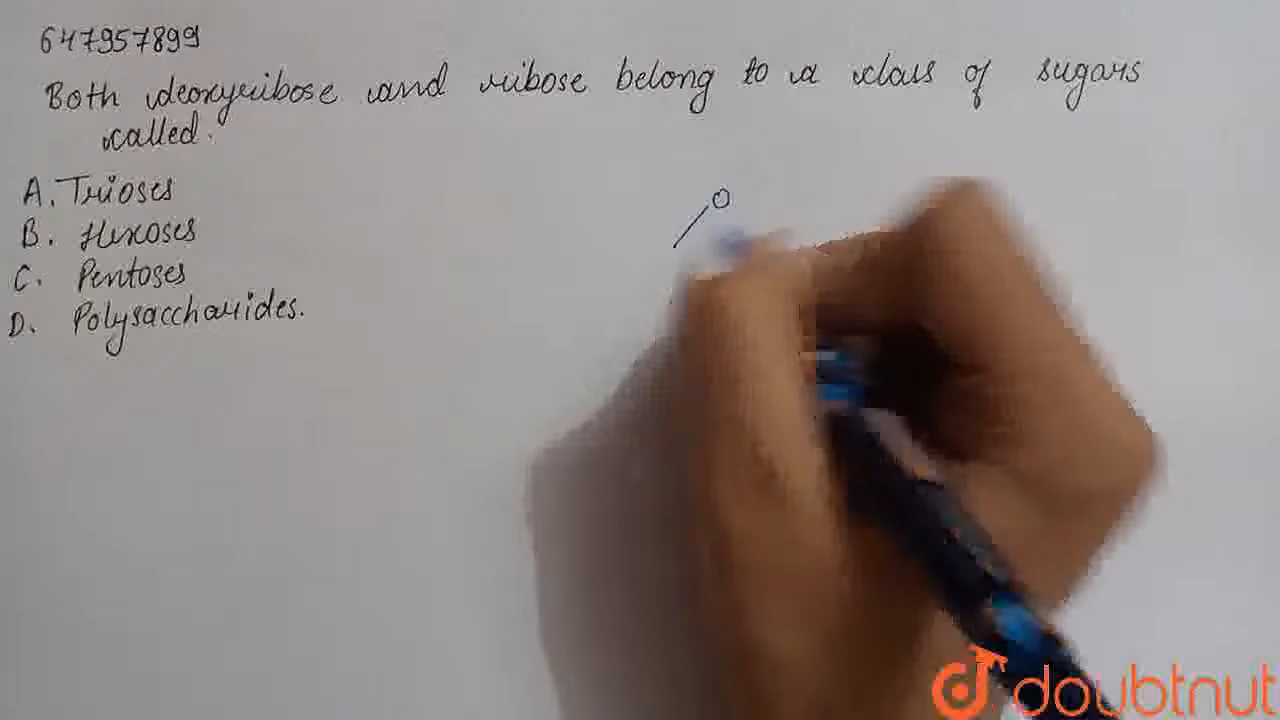 647957899
Both deoxyribose and ribose belong to a class of sugars
called.
A. Trioses
B. Hexoses
C. Pentoses
D. Polysaccharides.
O
doubtnut